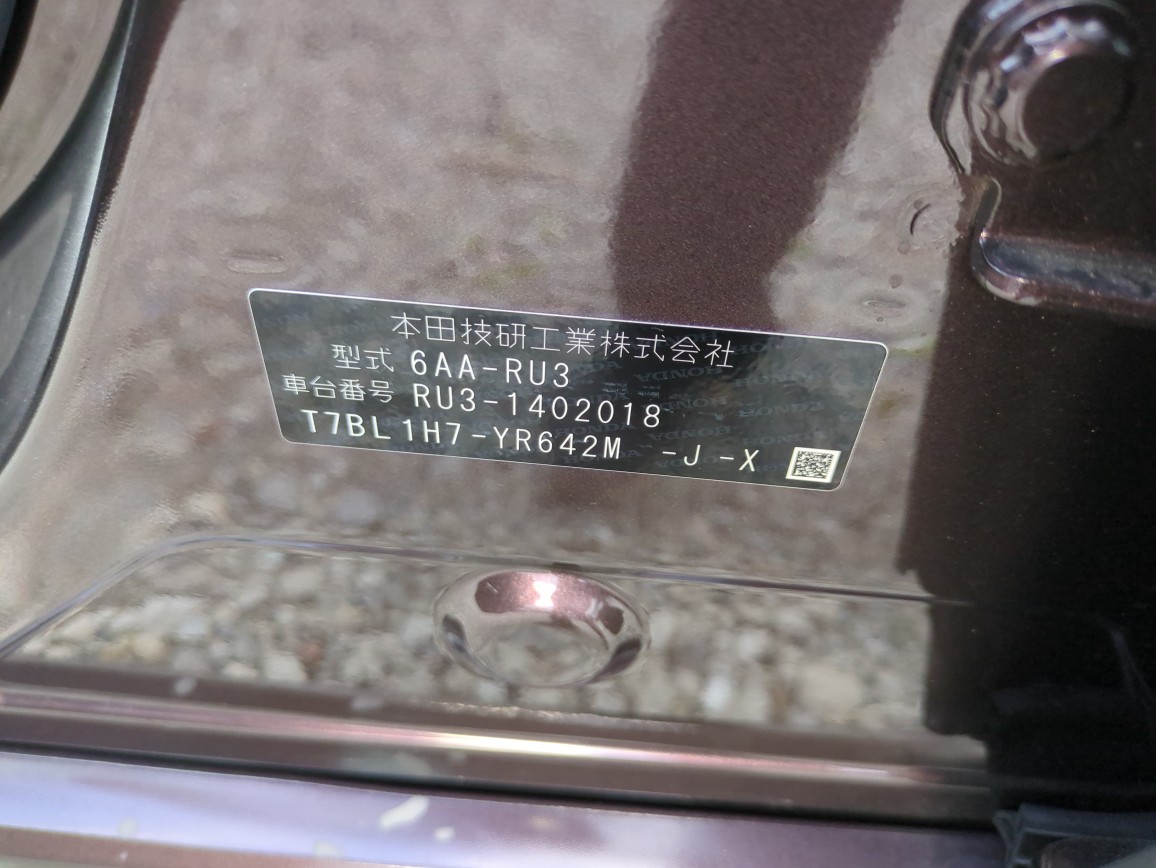 本田技研工業株式会社
型式 6AA-RU3
車台番号 RU3-1402018
T7BL1H7-YR642M -J-X